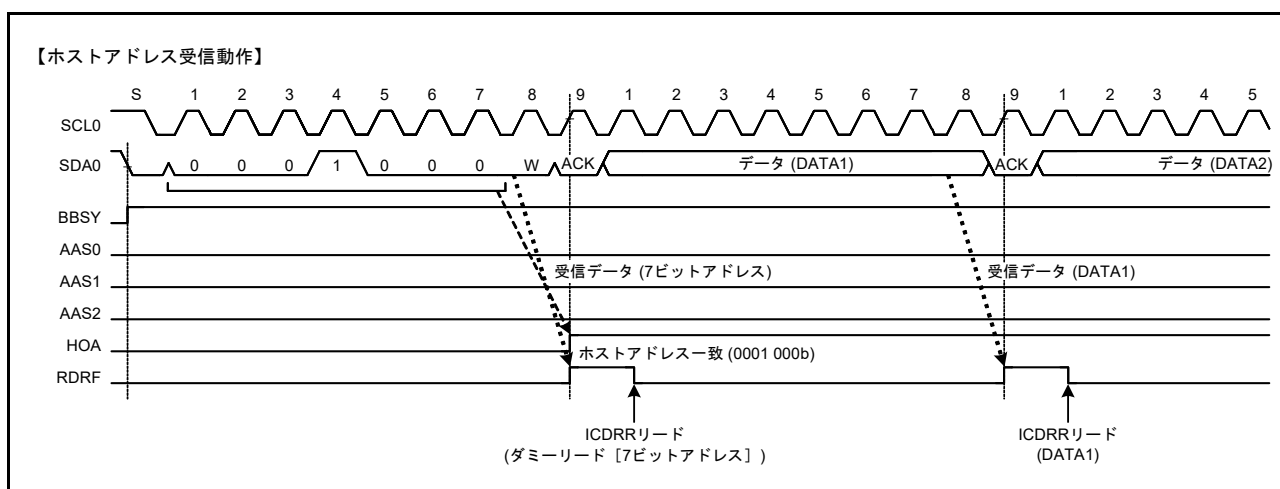 【ホストアドレス受信動作】
S 1 2 3 4 5 6 7 8 9 1 2 3 4 5 6 7 8 9 1 2 3 4 5
SCL0
SDA0 0 0 0 1 0 0 0 W ACK データ (DATA1) ACK データ (DATA2)
BBSY
AAS0
AAS1 受信データ (7ビットアドレス) 受信データ (DATA1)
AAS2
HOA ホストアドレス一致 (0001 000b)
RDRF
ICDRRリード
(ダミーリード [7ビットアドレス] )
ICDRRリード
(DATA1)